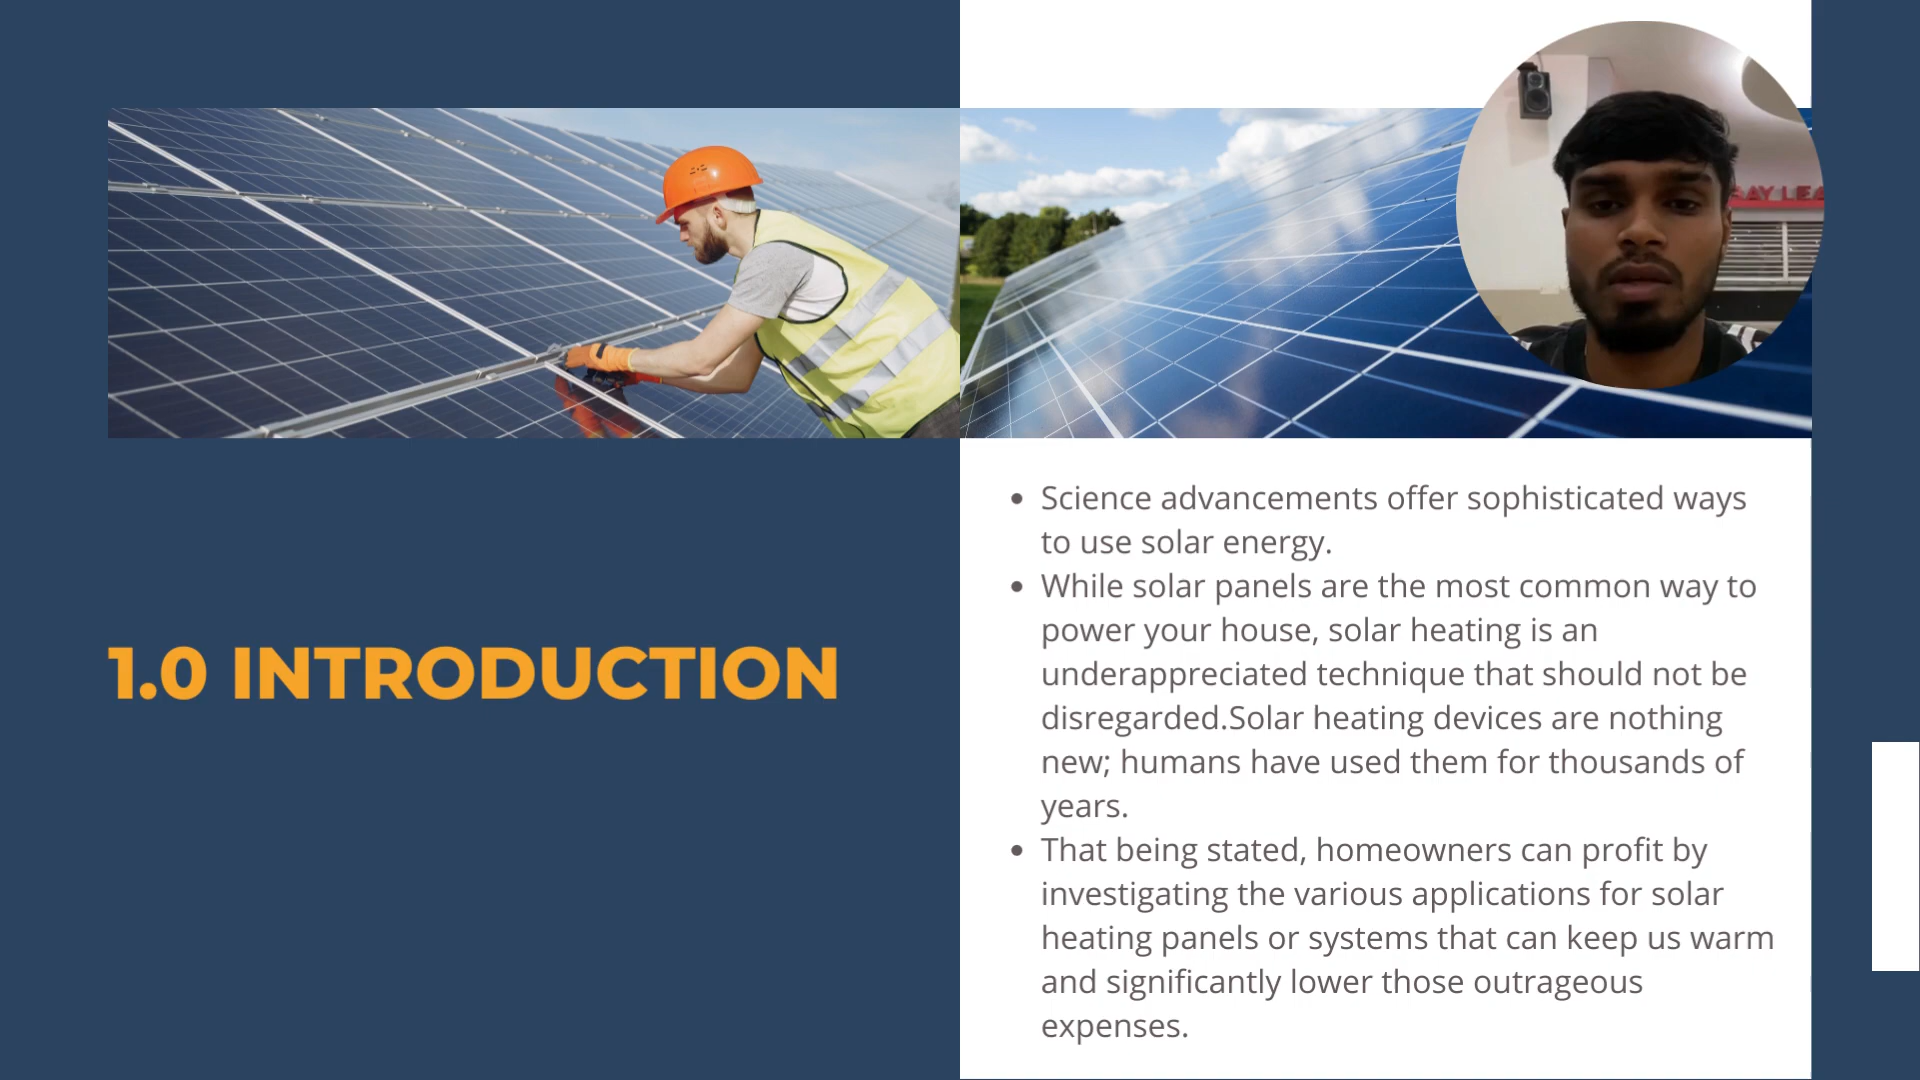 BAY LEA
Science advancements offer sophisticated ways
to use solar energy.
While solar panels are the most common way to
power your house, solar heating is an
underappreciated technique that should not be
disregarded.Solar heating devices are nothing
new; humans have used them for thousands of
years.
That being stated, homeowners can profit by
investigating the various applications for solar
heating panels or systems that can keep us warm
and significantly lower those outrageous
expenses.
1.0 INTRODUCTION